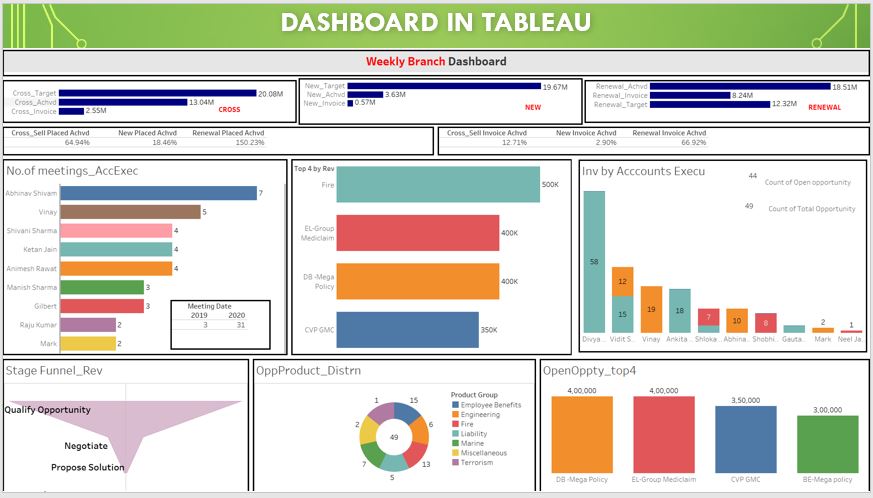 DASHBOARD IN TABLEAU
Weekly Branch Dashboard
Cross_Target 20.08M
Cross_Achvd 13.04M
Cross_Invoice 2.55M
CROSS
New_Target 19.67M
New_Achvd 3.63M
New_Invoice 0.57M
NEW
Renewal_Achvd 18.51M
Renewal_Invoice 8.24M
Renewal_Target 12.32M
RENEWAL
Cross_Sell Placed Achvd New Placed Achvd Renewal Placed Achvd
64.94% 18.46% 150.23%
Cross_Sell Invoice Achvd New Invoice Achvd Renewal Invoice Achvd
12.71% 2.90% 66.92%
No.of meetings_AccExec
Abhinav Shivam 7
Vinay 5
Shivani Sharma 4
Ketan Jain 4
Animesh Rawat 4
Manish Sharma 3
Gilbert 3
Raju Kumar 2
Mark 2
Meeting Date
2019 2020
3 31
Top 4 by Rev
Fire 500K
EL-Group
Mediclaim 400K
DB -Mega
Policy 400K
CVP GMC 350K
Inv by Acccounts Execu
44 Count of Open opportunity
49 Count of Total Opportunity
58
12
15
19
18
7
10
8
2
1
Divya .. Vidit S.. Vinay Ankita.. Shloka.. Abhina.. Shobhi.. Gauta.. Mark Neel Ja..
Stage Funnel_Rev
Qualify Opportunity
Negotiate
Propose Solution
OppProduct_Distrn
1 15
2 6
49
7 13
5
Product Group
Employee Benefits
Engineering
Fire
Liability
Marine
Miscellaneous
Terrorism
OpenOppty_top4
4,00,000 4,00,000 3,50,000 3,00,000
DB -Mega Policy EL-Group Mediclaim CVP GMC BE-Mega policy